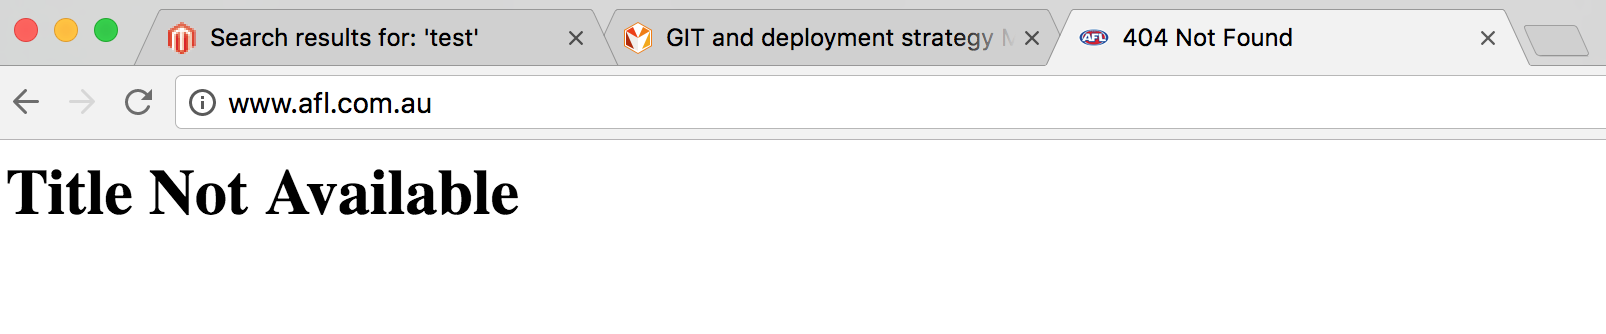 Search results for: 'test'
GIT and deployment strategy M
AFL
404 Not Found
www.afl.com.au
Title Not Available